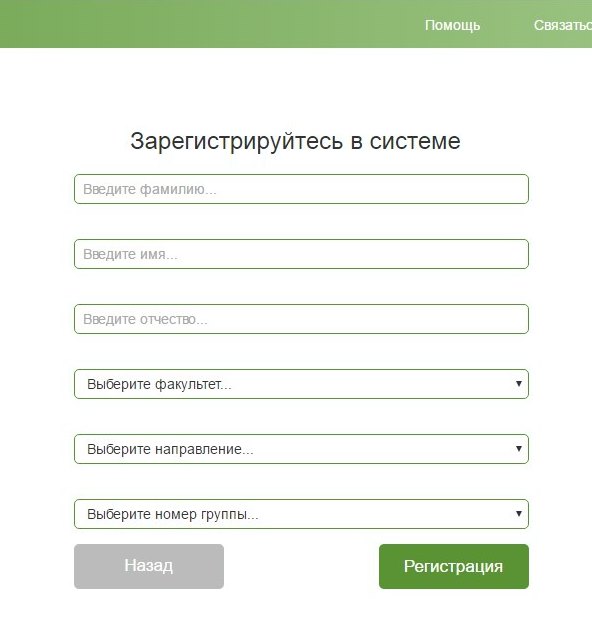 Помощь Связатьс
Зарегистрируйтесь в системе
Введите фамилию...
Введите имя...
Введите отчество...
Выберите факультет...
Выберите направление...
Выберите номер группы...
Назад Регистрация